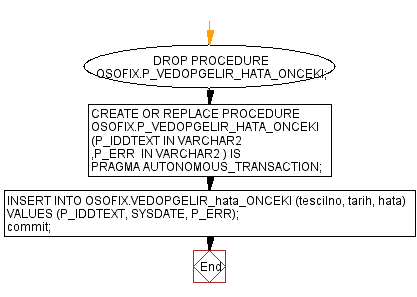 DROP PROCEDURE
OSOFIX.P_VEDOPGELIR_HATA_ONCEKI;
CREATE OR REPLACE PROCEDURE
OSOFIX.P_VEDOPGELIR_HATA_ONCEKI
(P_IDDTEXT IN VARCHAR2
,P_ERR  IN VARCHAR2 ) IS
PRAGMA AUTONOMOUS_TRANSACTION;
INSERT INTO OSOFIX.VEDOPGELIR_hata_ONCEKI (tescilno, tarih, hata)
VALUES (P_IDDTEXT, SYSDATE, P_ERR);
commit;
End